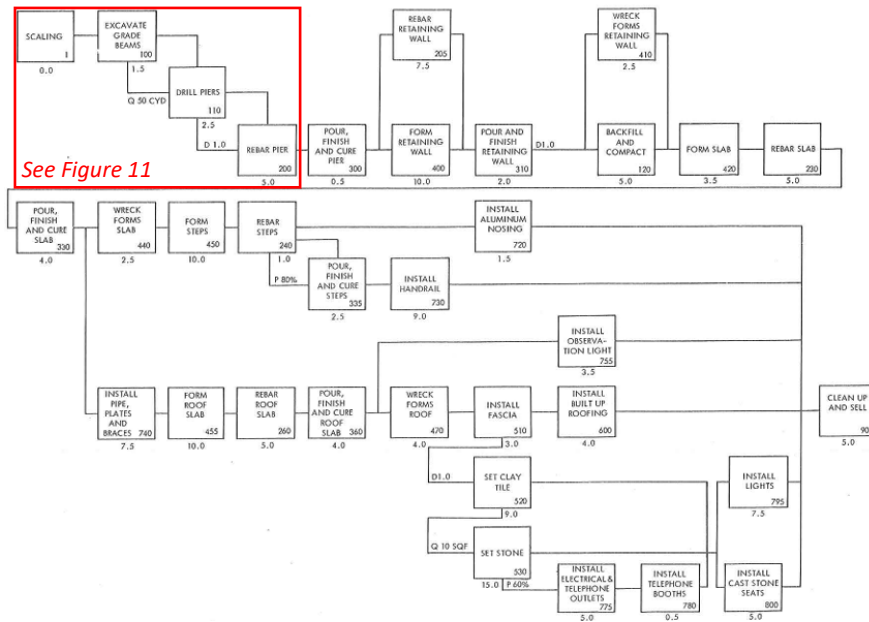 SCALING
1
0.0
EXCAVATE
GRADE
BEAMS
100
1.5
Q 50 CYD
DRILL PIERS
110
2.5
D 1.0
REBAR PIER
200
5.0
See Figure 11
POUR,
FINISH
AND CURE
PIER
300
0.5
REBAR
RETAINING
WALL
205
7.5
FORM
RETAINING
WALL
400
10.0
POUR AND
FINISH
RETAINING
WALL
310
2.0
D1.0
WRECK
FORMS
RETAINING
WALL
410
2.5
BACKFILL
AND
COMPACT
120
5.0
FORM SLAB
420
3.5
REBAR SLAB
230
5.0
POUR,
FINISH
AND CURE
SLAB
330
4.0
WRECK
FORMS
SLAB
440
2.5
FORM
STEPS
450
10.0
REBAR
STEPS
240
1.0
P 80%
POUR,
FINISH
AND CURE
STEPS
335
2.5
INSTALL
HANDRAIL
730
9.0
INSTALL
ALUMINUM
NOSING
720
1.5
INSTALL
OBSERVA-
TION LIGHT
755
3.5
INSTALL
PIPE,
PLATES
AND
BRACES 740
7.5
FORM
ROOF
SLAB
455
10.0
REBAR
ROOF
SLAB
260
5.0
POUR,
FINISH
AND CURE
ROOF
SLAB 360
4.0
WRECK
FORMS
ROOF
470
4.0
INSTALL
FASCIA
510
3.0
INSTALL
BUILT UP
ROOFING
600
4.0
CLEAN UP
AND SELL
90
5.0
D1.0
SET CLAY
TILE
520
9.0
Q 10 SQF
SET STONE
530
15.0
P 60%
INSTALL
ELECTRICAL &
TELEPHONE
OUTLETS
775
5.0
INSTALL
TELEPHONE
BOOTHS
780
0.5
INSTALL
LIGHTS
795
7.5
INSTALL
CAST STONE
SEATS
800
5.0